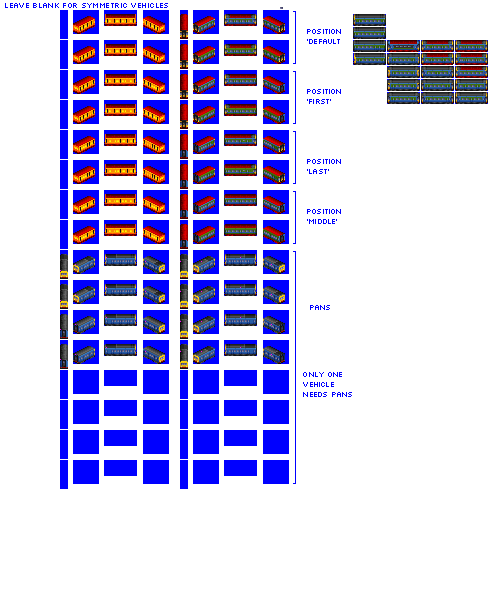 LEAVE BLANK FOR SYMMETRIC VEHICLES
POSITION
'DEFAULT
POSITION
'FIRST'
POSITION
'LAST'
POSITION
'MIDDLE'
PANS
ONLY ONE
VEHICLE
NEEDS PANS